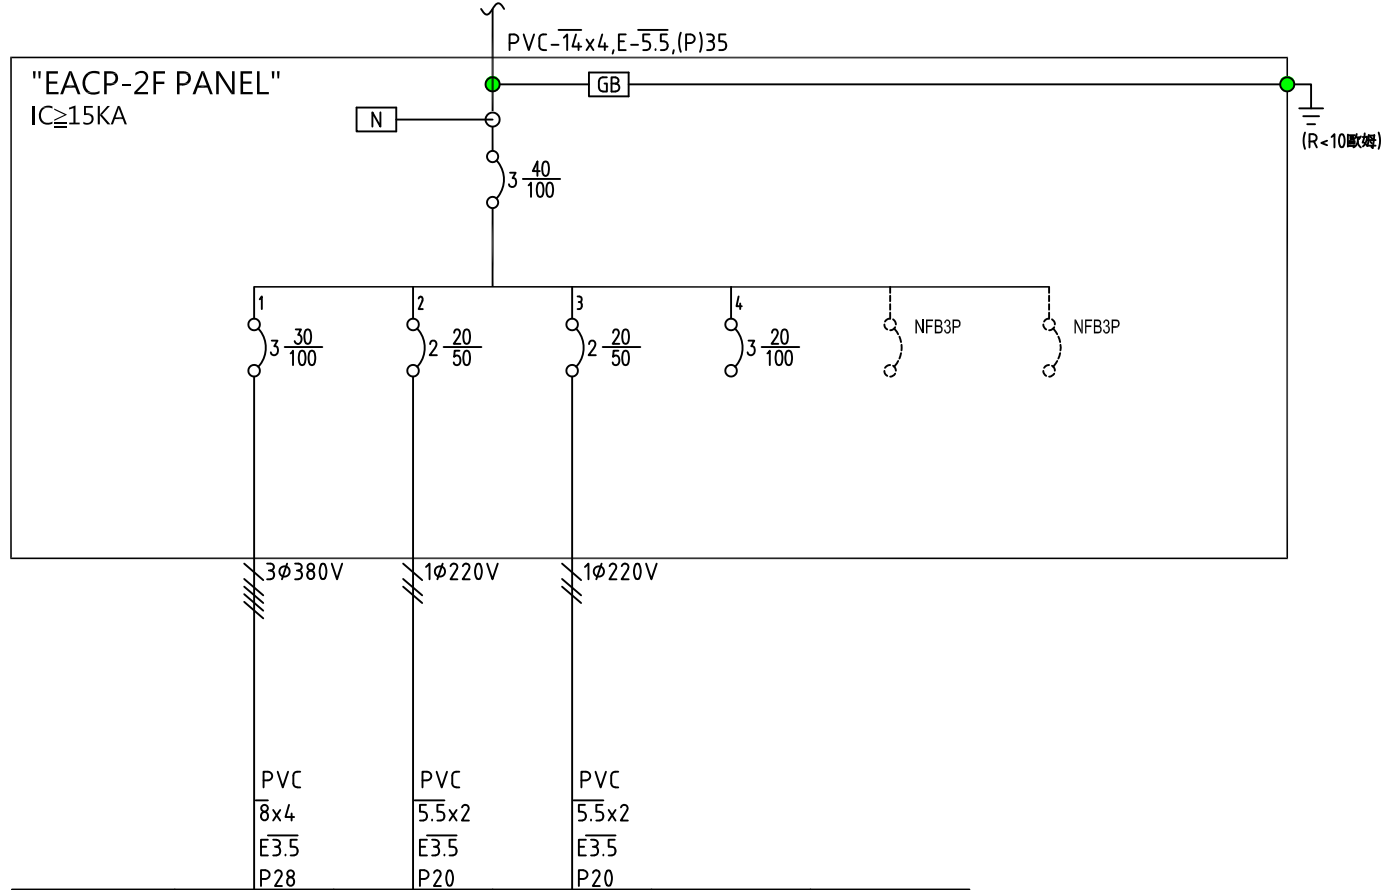 PVC-14x4,E-5.5,(P)35
"EACP-2F PANEL"
IC≧15KA
GB
N
(R<10歐姆)
3 40/100
1
2
3
4
3 30/100
2 20/50
2 20/50
3 20/100
NFB3P
NFB3P
3φ380V
1φ220V
1φ220V
PVC
8x4
E3.5
P28
PVC
5.5x2
E3.5
P20
PVC
5.5x2
E3.5
P20